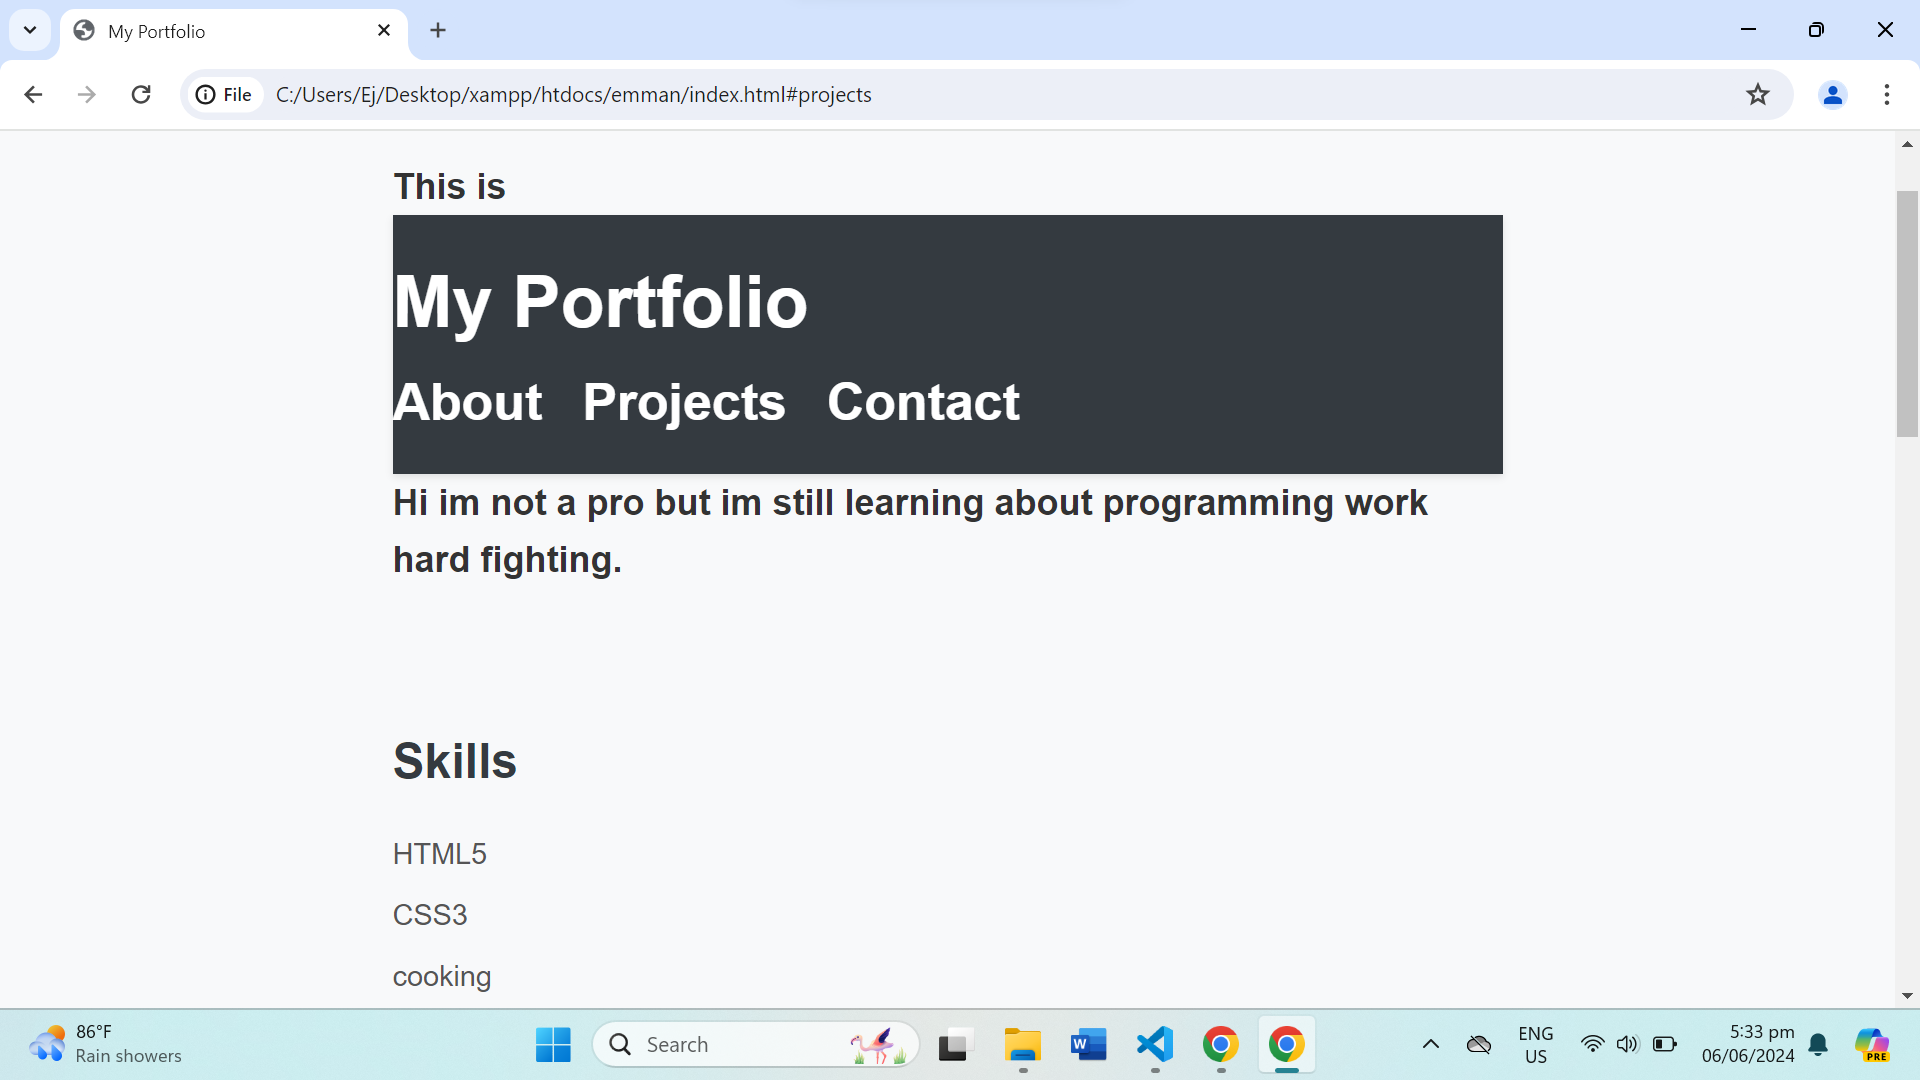 My Portfolio
File C:/Users/Ej/Desktop/xampp/htdocs/emman/index.html#projects
This is
My Portfolio
About Projects Contact
Hi im not a pro but im still learning about programming work
hard fighting.
Skills
HTML5
CSS3
cooking
86°F
Rain showers
Search
W
ENG
US
5:33 pm
06/06/2024
PRE